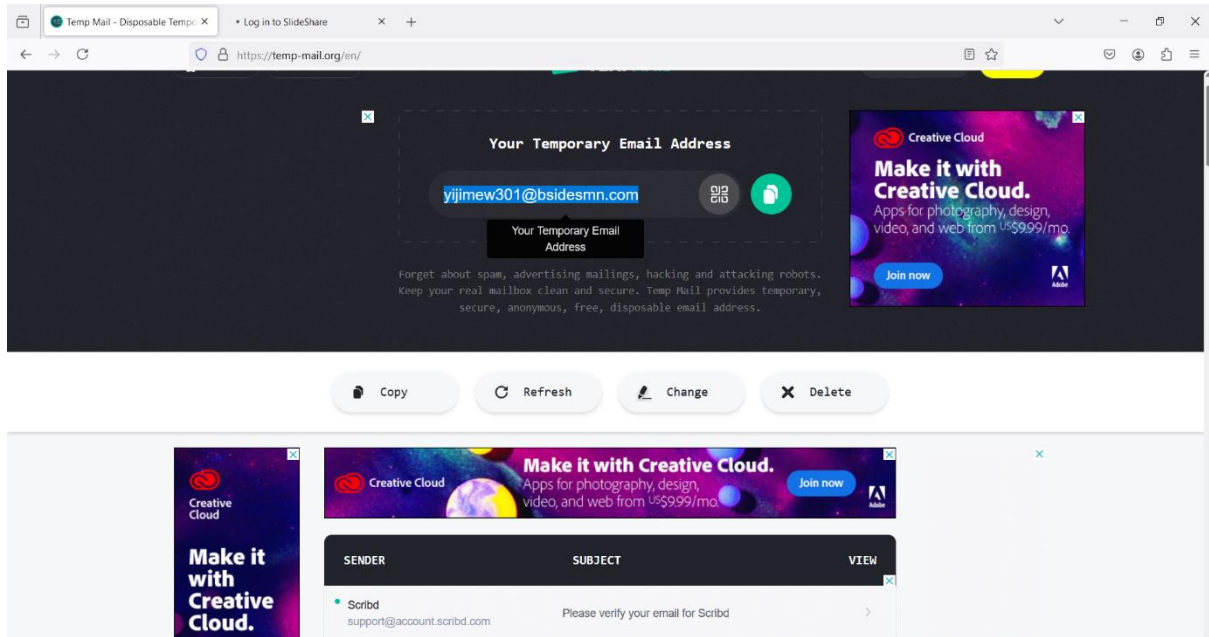 Temp Mail - Disposable Tempo
• Log in to SlideShare
https://temp-mail.org/en/
Your Temporary Email Address
yijimew301@bsidesmn.com
Your Temporary Email
Address
Forget about spam, advertising mailings, hacking and attacking robots.
Keep your real mailbox clean and secure. Temp Mail provides temporary,
secure, anonymous, free, disposable email address.
Creative Cloud
Make it with
Creative Cloud.
Apps for photography, design,
video, and web from US$9.99/mo.
Join now
Adobe
Copy
Refresh
Change
Delete
Creative
Cloud
Make it
with
Creative
Cloud.
Creative Cloud
Make it with Creative Cloud.
Apps for photography, design,
video, and web from US$9.99/mo.
Join now
Adobe
SENDER SUBJECT VIEW
Scribd
support@account.scribd.com
Please verify your email for Scribd